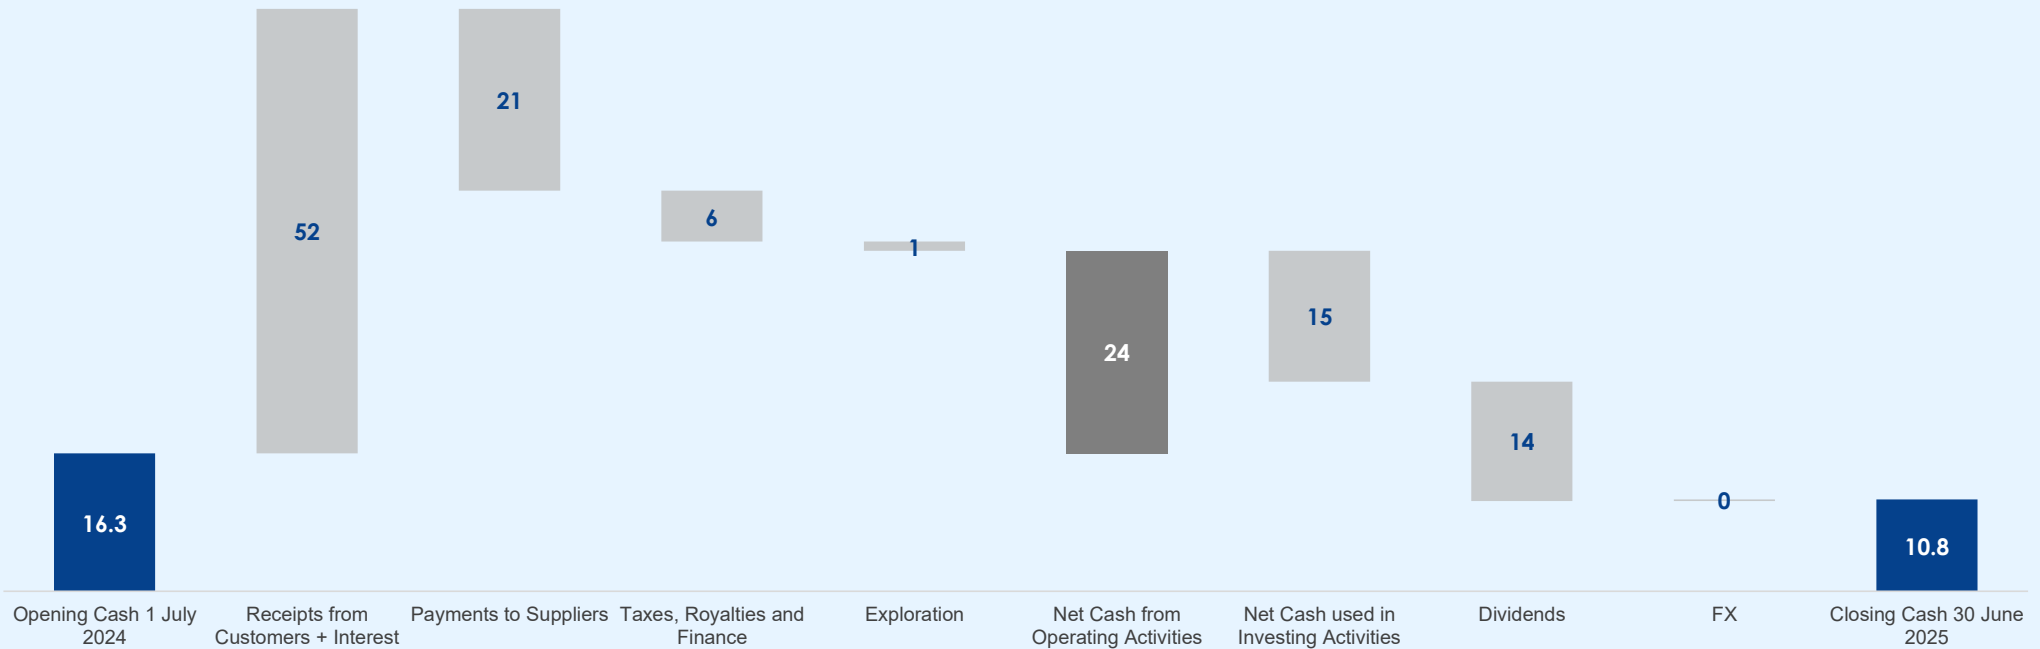 52
21
6
1
24
15
14
0
16.3
10.8
Opening Cash 1 July
2024
Receipts from
Customers + Interest
Payments to Suppliers
Taxes, Royalties and
Finance
Exploration
Net Cash from
Operating Activities
Net Cash used in
Investing Activities
Dividends
FX
Closing Cash 30 June
2025